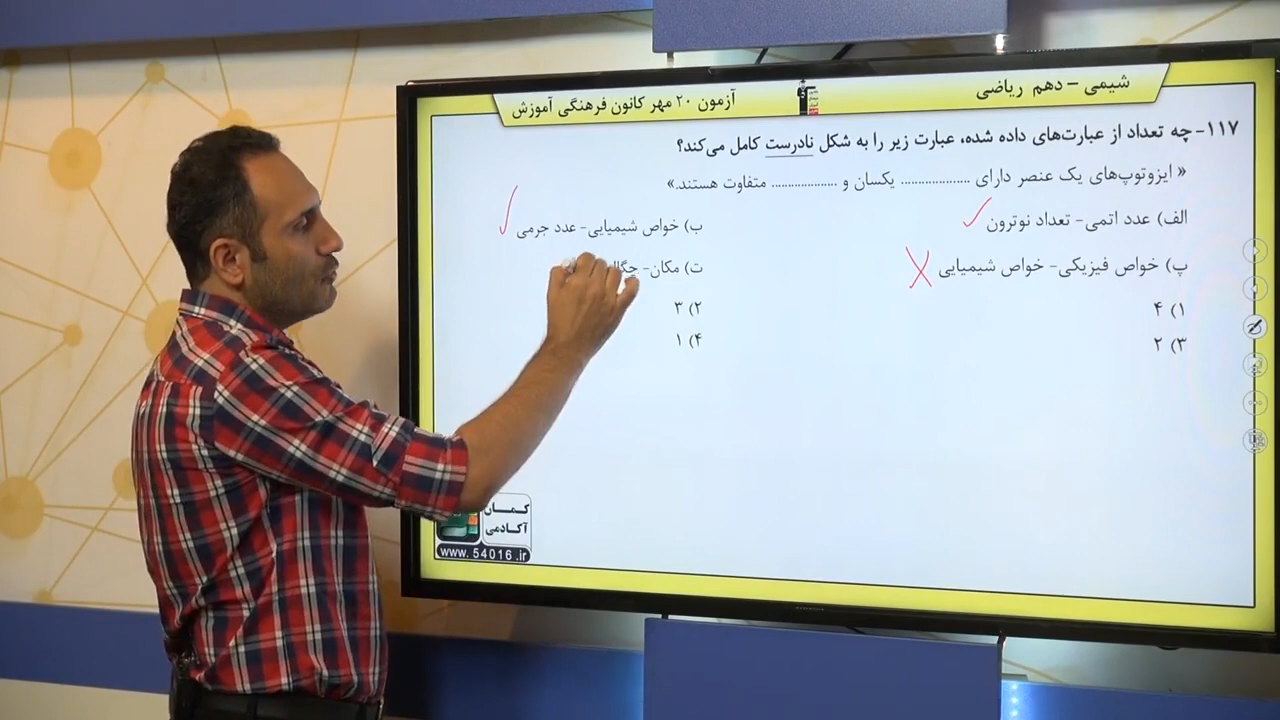 شیمی - دهم ریاضی
آزمون ۲۰ مهر کانون فرهنگی آموزش
۱۱۷- چه تعداد از عبارت‌های داده شده، عبارت زیر را به شکل نادرست کامل می‌کند؟
« ایزوتوپ‌های یک عنصر دارای .................. یکسان و .................. متفاوت هستند.»
الف) عدد اتمی- تعداد نوترون
ب) خواص شیمیایی- عدد جرمی
پ) خواص فیزیکی- خواص شیمیایی
ت) مکان-
۱) ۴
۲) ۳
۳) ۲
۴) ۱
کمان
آکادمی
www.54016.ir